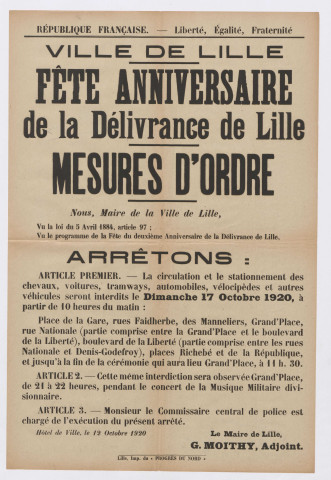 RÉPUBLIQUE FRANÇAISE. — Liberté, Égalité, Fraternité
VILLE DE LILLE
FÊTE ANNIVERSAIRE
de la Délivrance de Lille
MESURES D'ORDRE
Nous, Maire de la Ville de Lille,
Vu la loi du 5 Avril 1884, article 97 ;
Vu le programme de la Fête du deuxième Anniversaire de la Délivrance de Lille,
ARRÊTONS :
ARTICLE PREMIER. — La circulation et le stationnement des
chevaux, voitures, tramways, automobiles, vélocipèdes et autres
véhicules seront interdits le Dimanche 17 Octobre 1920, à
partir de 10 heures du matin :
Place de la Gare, rues Faidherbe, des Manneliers, Grand'Place,
rue Nationale (partie comprise entre la Grand'Place et le boulevard
de la Liberté), boulevard de la Liberté (partie comprise entre les rues
Nationale et Denis-Godefroy), places Richebé et de la République,
et jusqu'à la fin de la cérémonie qui aura lieu Grand'Place, à 11 h. 30.
ARTICLE 2. — Cette même interdiction sera observée Grand'Place,
de 21 à 22 heures, pendant le concert de la Musique Militaire divi-
sionnaire.
ARTICLE 3. — Monsieur le Commissaire central de police est
chargé de l'exécution du présent arrêté.
Hôtel de Ville, le 12 Octobre 1920
Le Maire de Lille,
G. MOITHY, Adjoint.
Lille, Imp. du « PROGRÈS DU NORD »